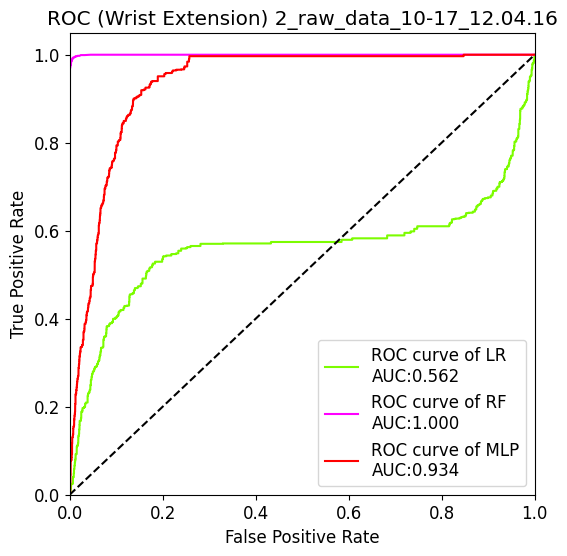 ROC (Wrist Extension) 2_raw_data_10-17_12.04.16
1.0
0.8
0.6
0.4
0.2
0.0
True Positive Rate
ROC curve of LR
AUC:0.562
ROC curve of RF
AUC:1.000
ROC curve of MLP
AUC:0.934
0.0 0.2 0.4 0.6 0.8 1.0
False Positive Rate